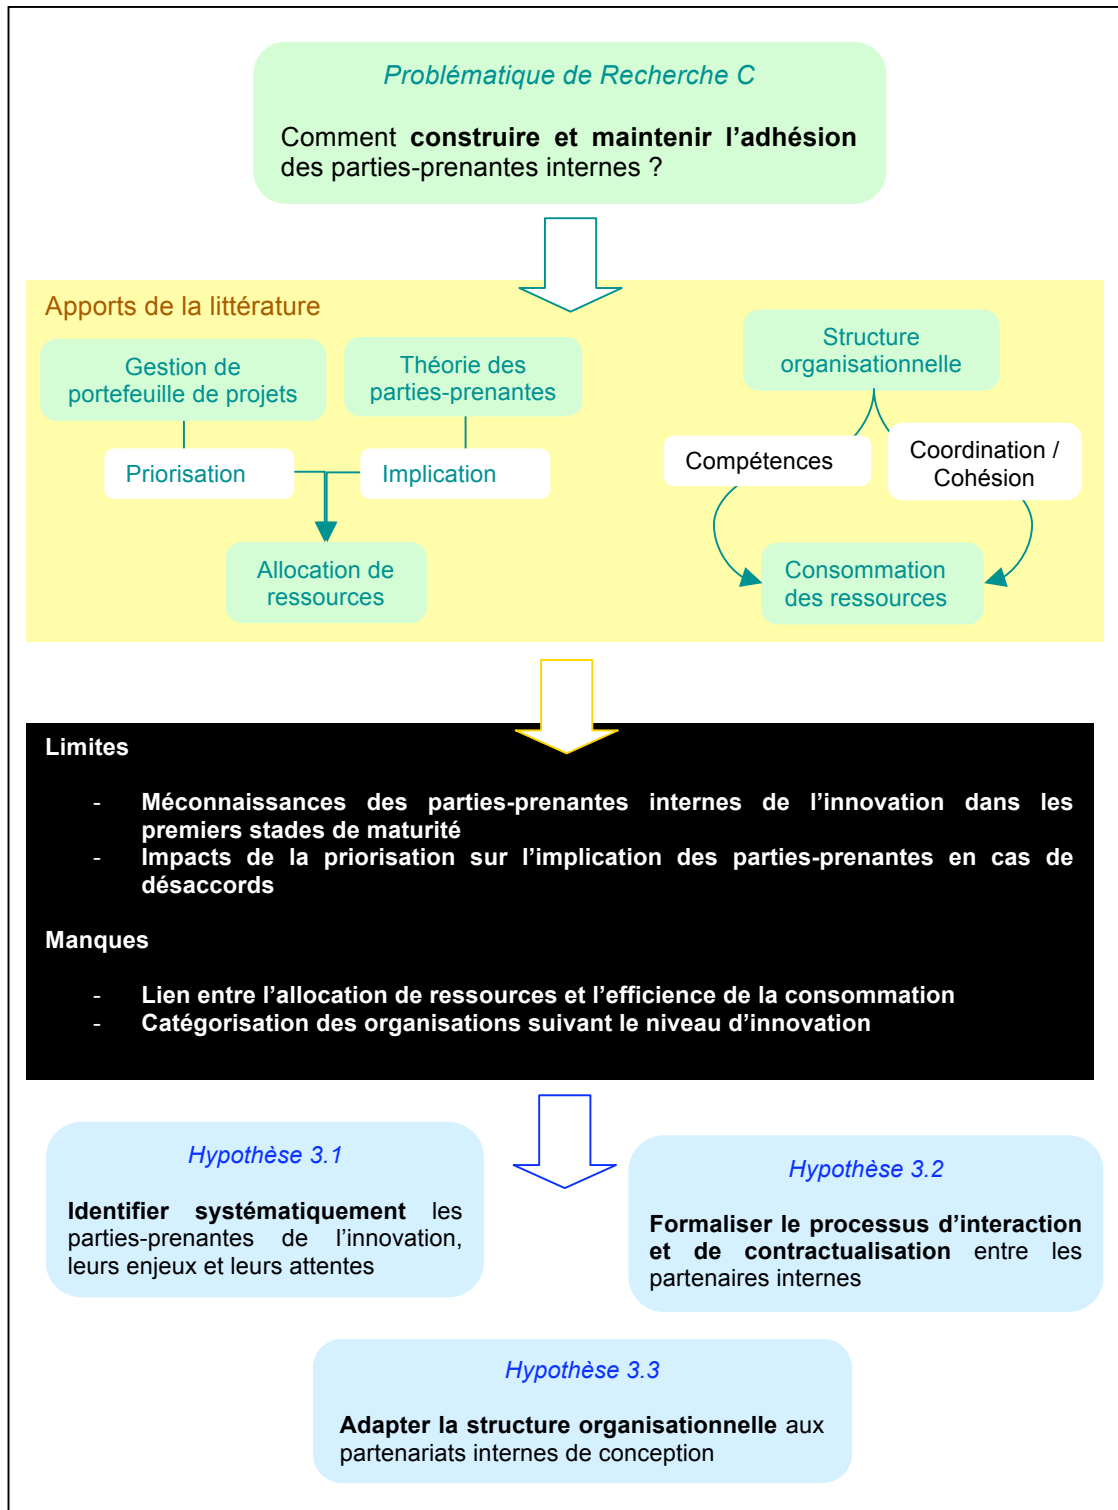 Problématique de Recherche C
Comment construire et maintenir l'adhésion
des parties-prenantes internes ?
Apports de la littérature
Gestion de
portefeuille de projets
Théorie des
parties-prenantes
Structure
organisationnelle
Priorisation
Implication
Compétences
Coordination /
Cohésion
Allocation de
ressources
Consommation
des ressources
Limites
- Méconnaissances des parties-prenantes internes de l'innovation dans les
premiers stades de maturité
- Impacts de la priorisation sur l'implication des parties-prenantes en cas de
désaccords
Manques
- Lien entre l'allocation de ressources et l'efficience de la consommation
- Catégorisation des organisations suivant le niveau d'innovation
Hypothèse 3.1
Identifier systématiquement les
parties-prenantes de l'innovation,
leurs enjeux et leurs attentes
Hypothèse 3.2
Formaliser le processus d'interaction
et de contractualisation entre les
partenaires internes
Hypothèse 3.3
Adapter la structure organisationnelle aux
partenariats internes de conception